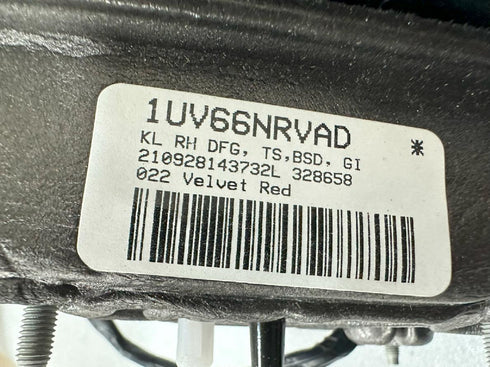 1UV66NRVAD
*
KL RH DFG, TS,BSD, GI
210928143732L 328658
022 Velvet Red